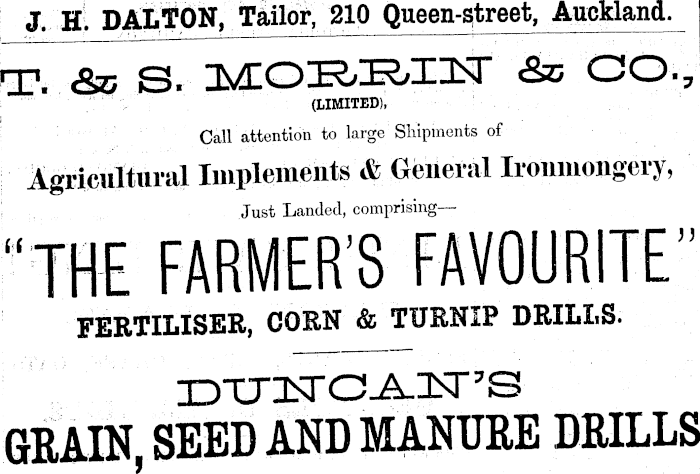 J. H. DALTON, Tailor, 210 Queen-street, Auckland.
T. & S. MORRIN & CO.,
(LIMITED),
Call attention to large Shipments of
Agricultural Implements & General Ironmongery,
Just Landed, comprising—
"THE FARMER'S FAVOURITE"
FERTILISER, CORN & TURNIP DRILLS.
DUNCAN'S
GRAIN, SEED AND MANURE DRILLS